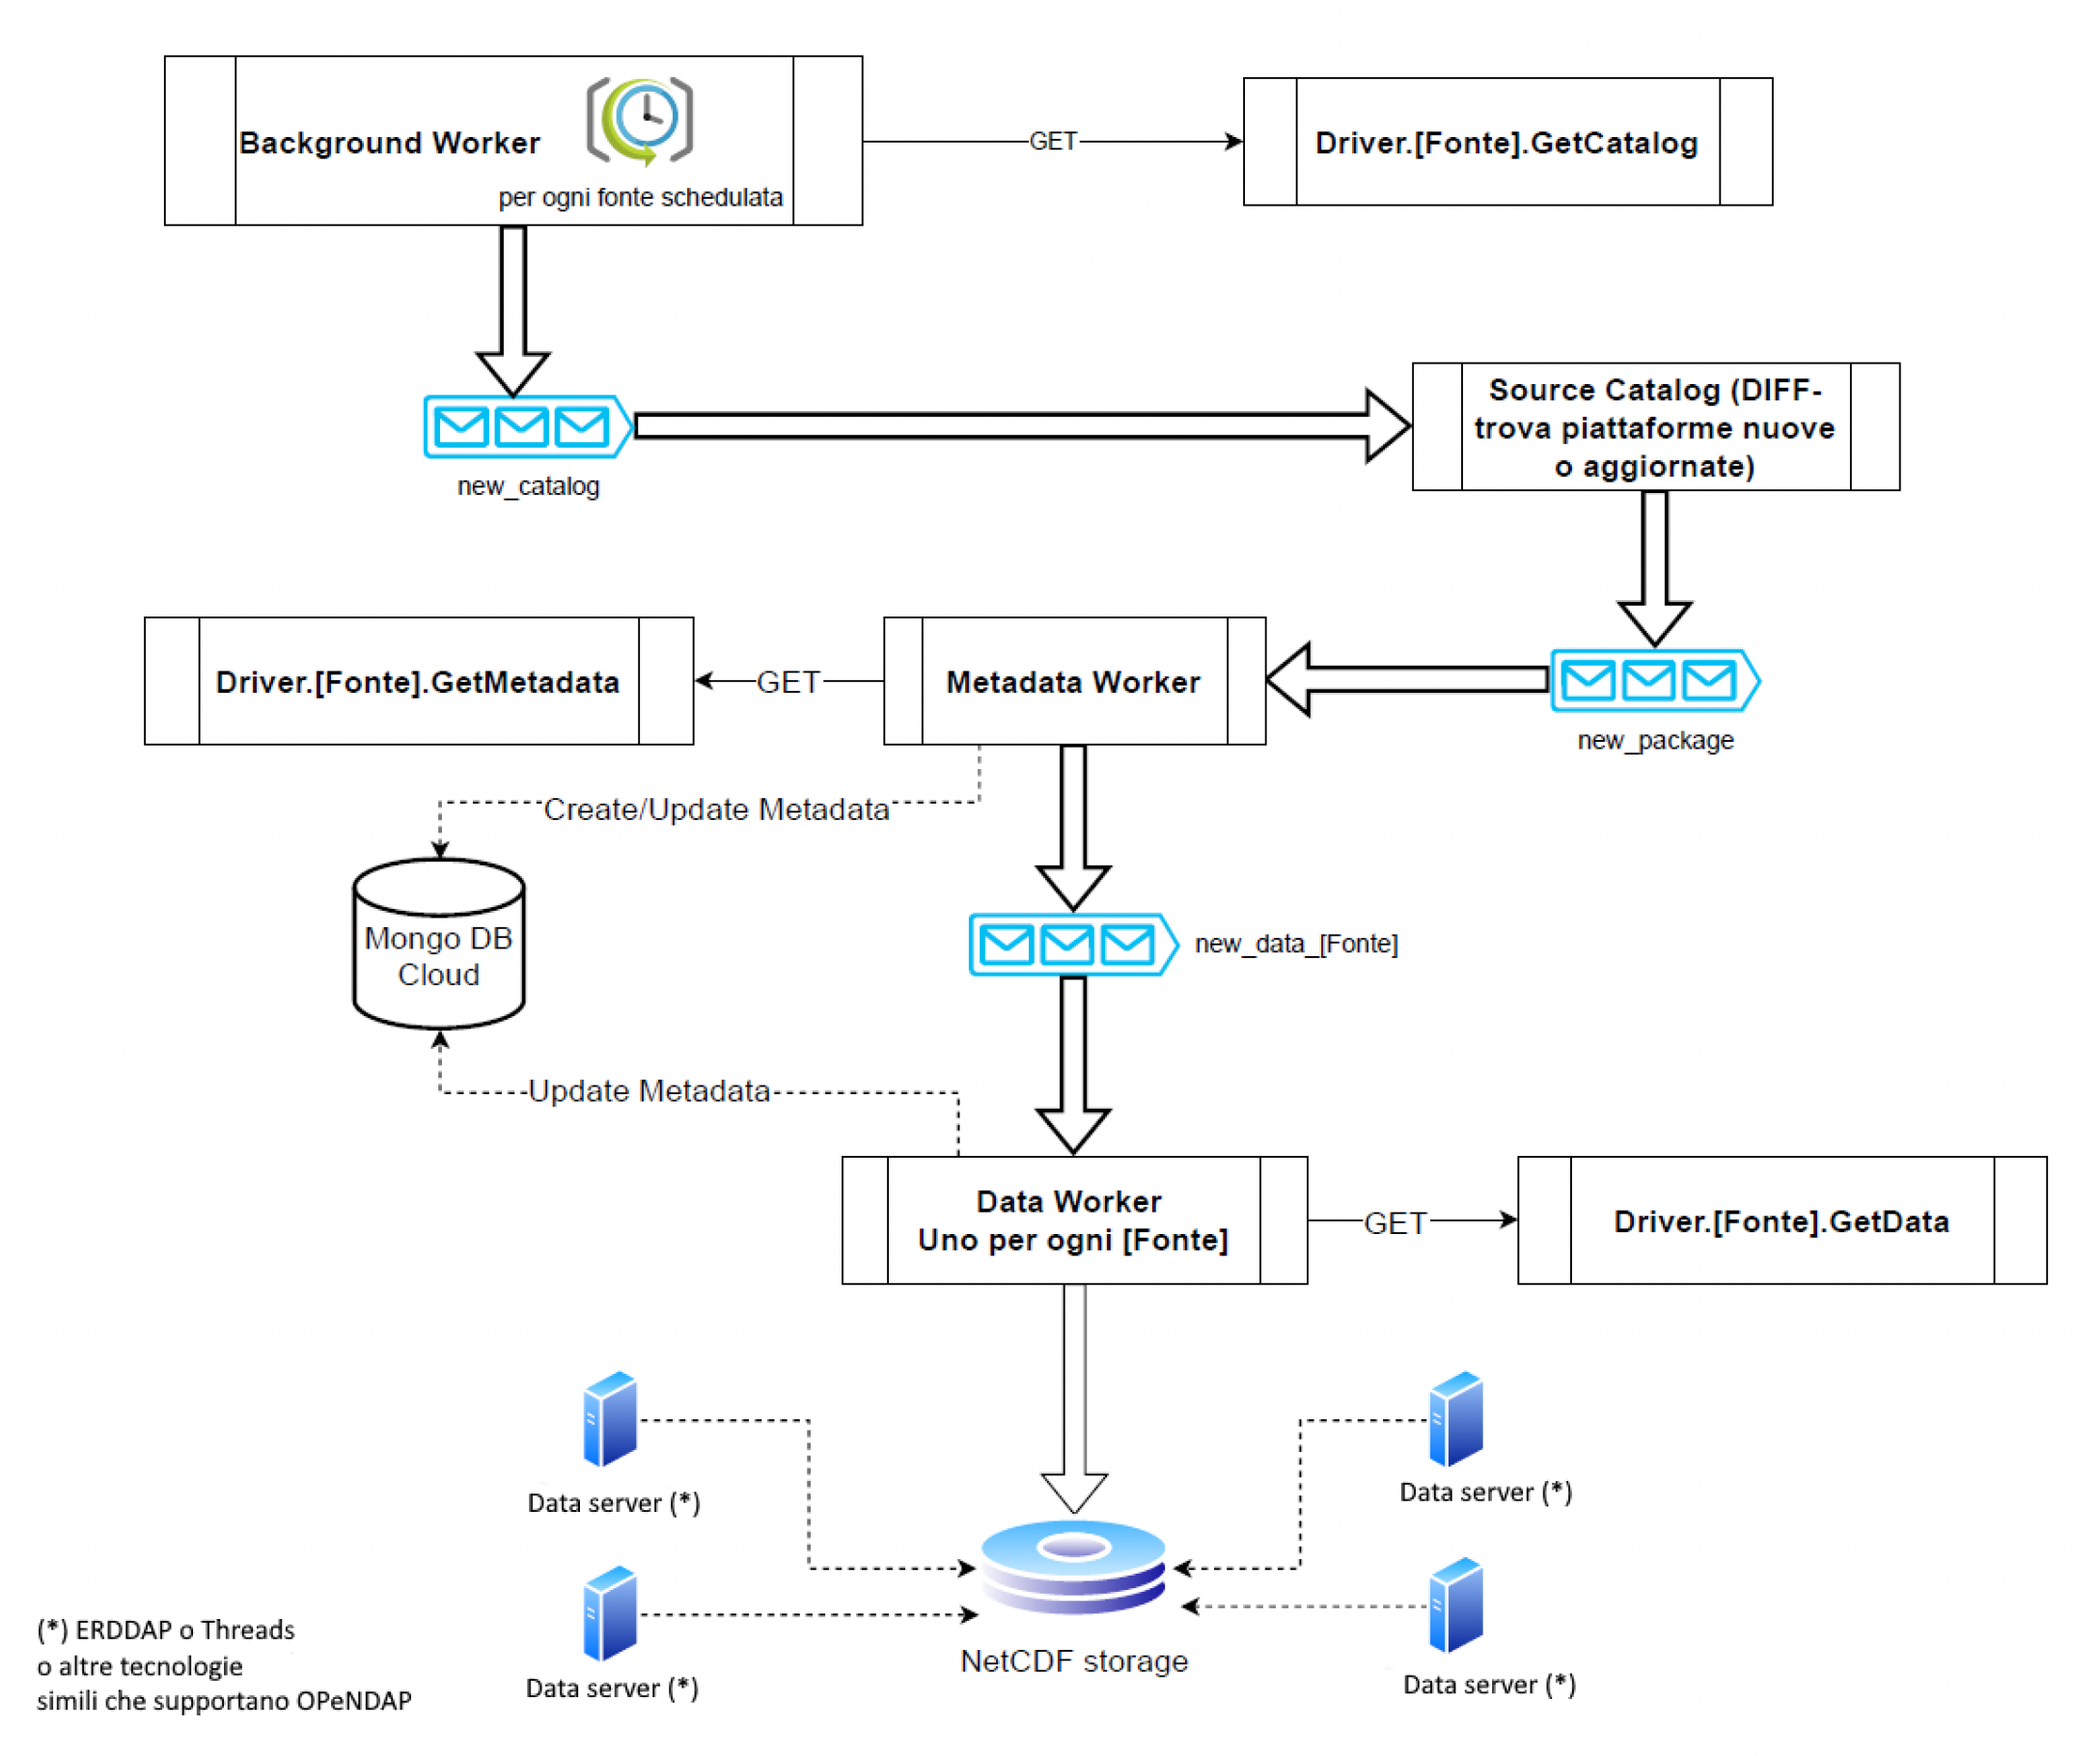 Background Worker
per ogni fonte schedulata
GET
Driver.[Fonte].GetCatalog
Source Catalog (DIFF-
trova piattaforme nuove
o aggiornate)
new_catalog
Driver.[Fonte].GetMetadata
GET
Metadata Worker
new_package
Create/Update Metadata
Mongo DB
Cloud
new_data_[Fonte]
Update Metadata
Data Worker
Uno per ogni [Fonte]
GET
Driver.[Fonte].GetData
Data server (*)
Data server (*)
Data server (*)
Data server (*)
NetCDF storage
(*) ERDDAP o Threads
o altre tecnologie
simili che supportano OPeNDAP